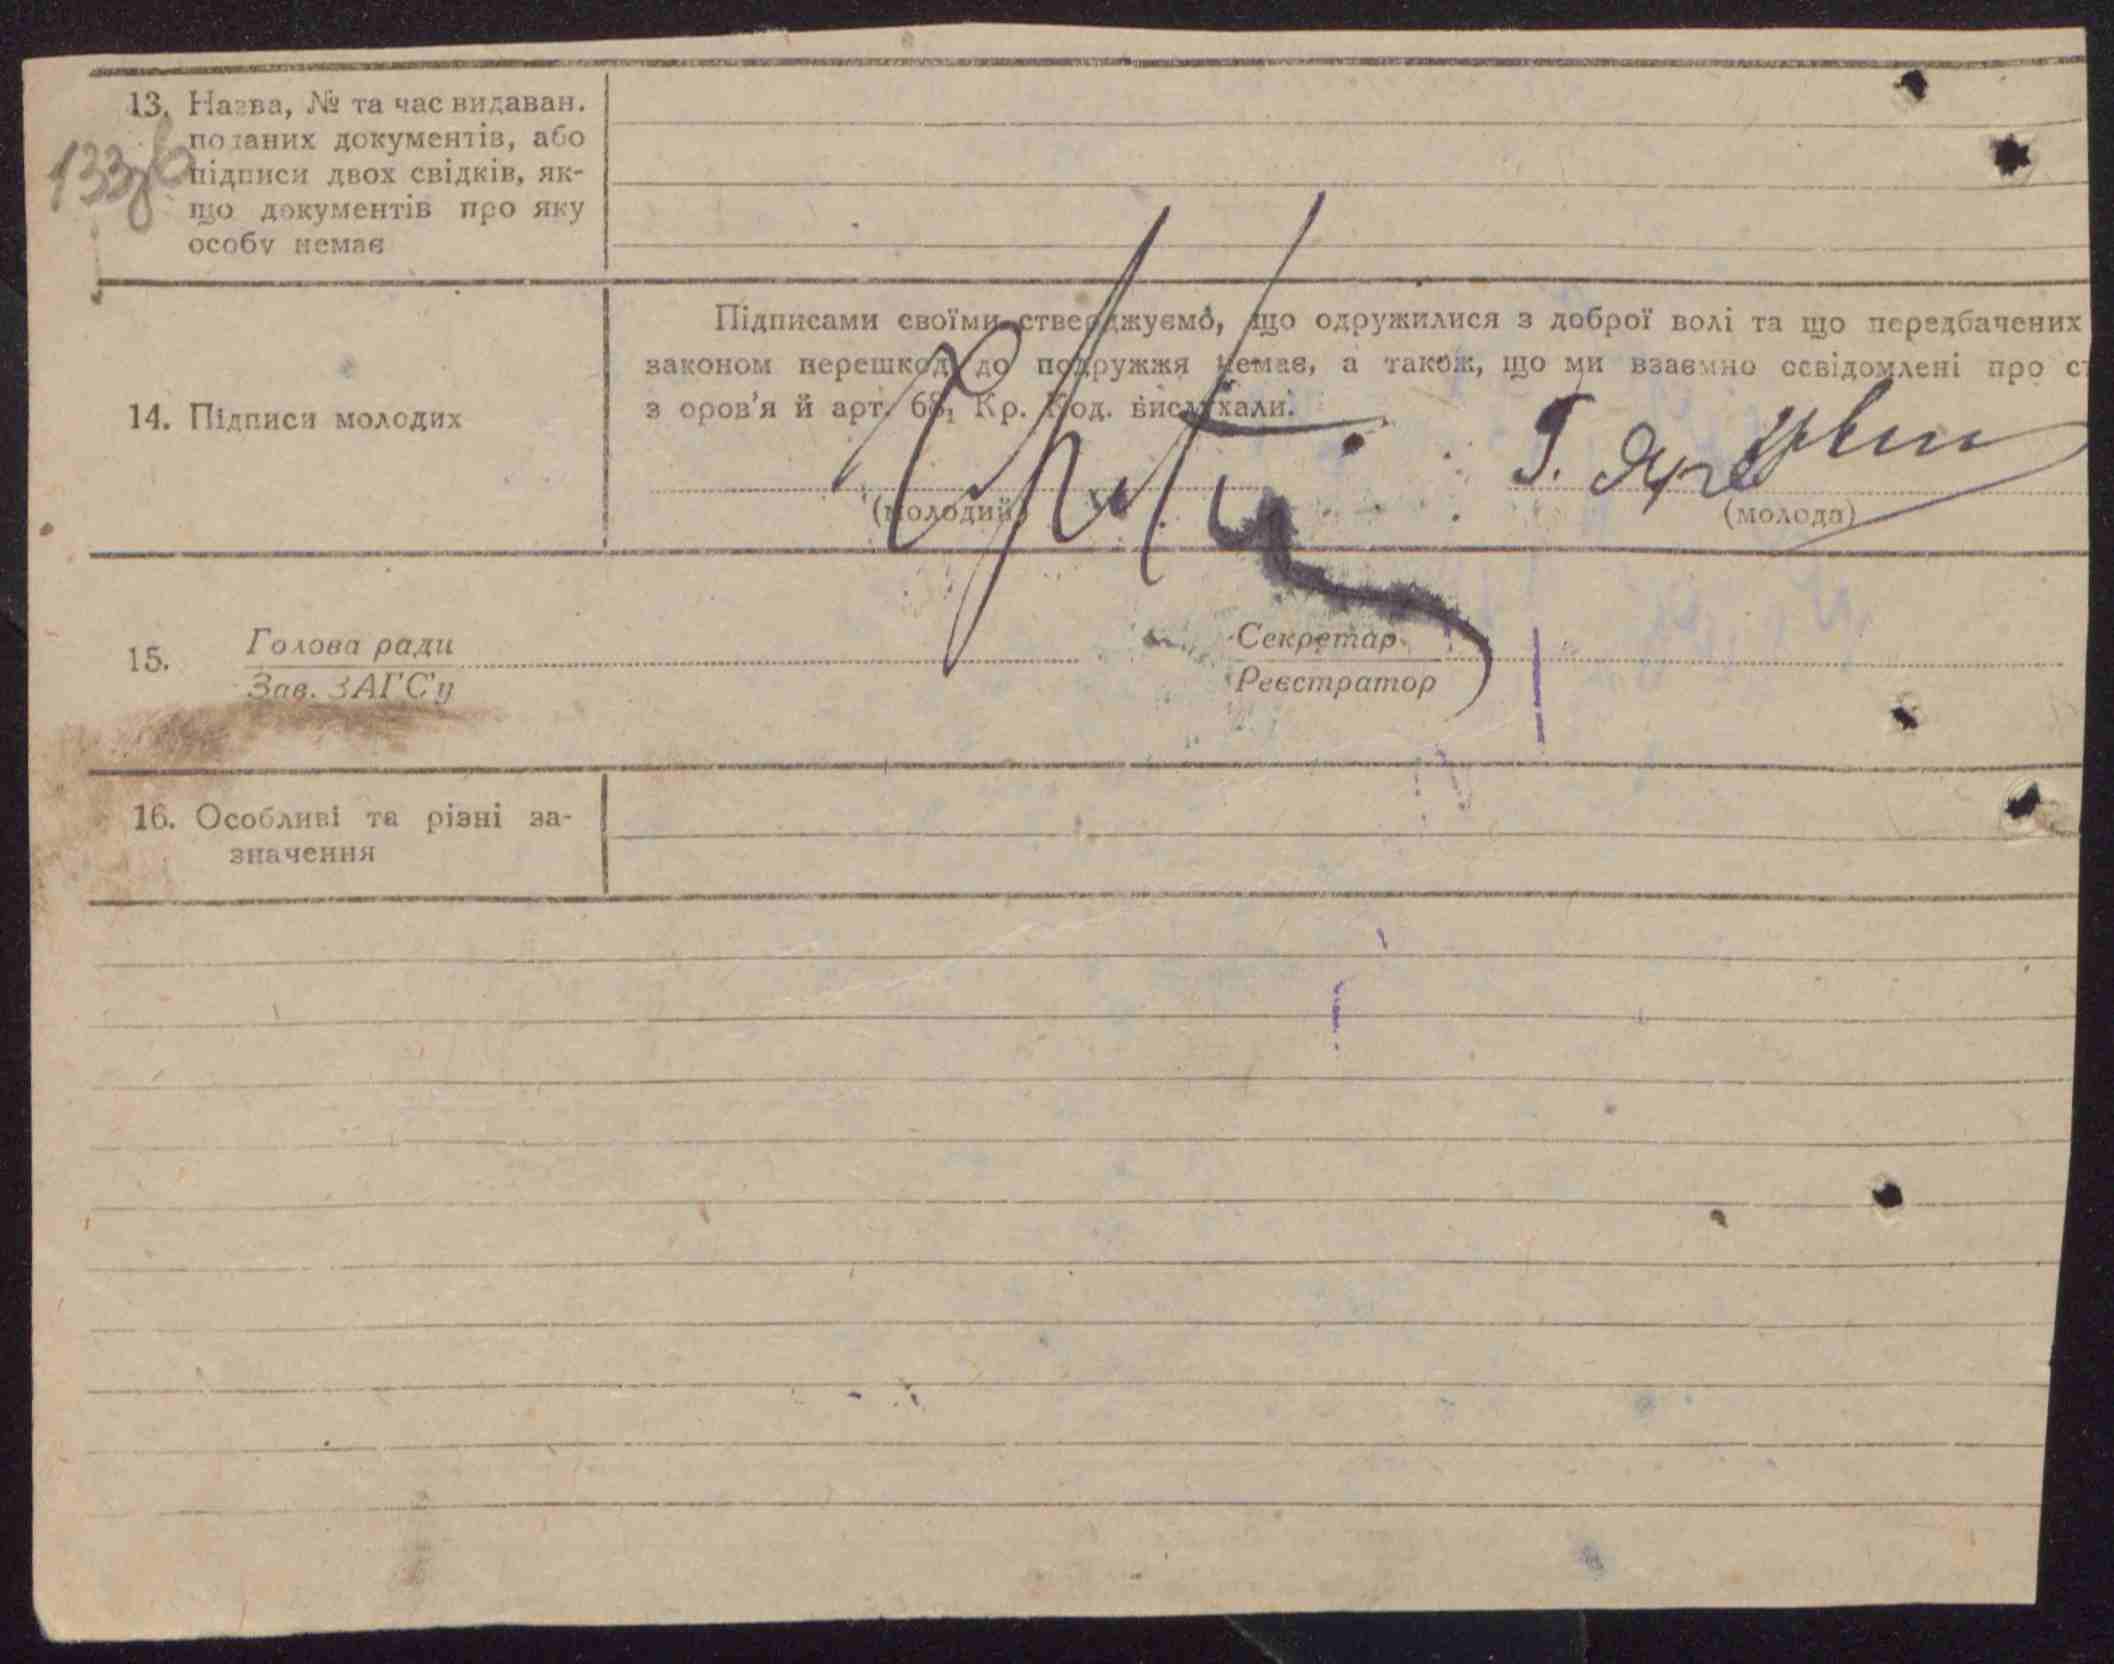 13. Назва, № та час видаван.
поданих документів, або
підписи двох свідків, як-
що документів про яку
особу немає
133зв
Підписами своїми стверджуємо, що одружилися з доброї волі та що передбачених
законом перешкод до подружжя немає, а також, що ми взаємно освідомлені про ст
з оров'я й арт. 68, Кр. Код. вислухали.
14. Підписи молодих
(молодий)
(молода)
15.
Голова ради
Зав. ЗАГС'у
Секретар
Реєстратор
16. Особливі та різні за-
значення